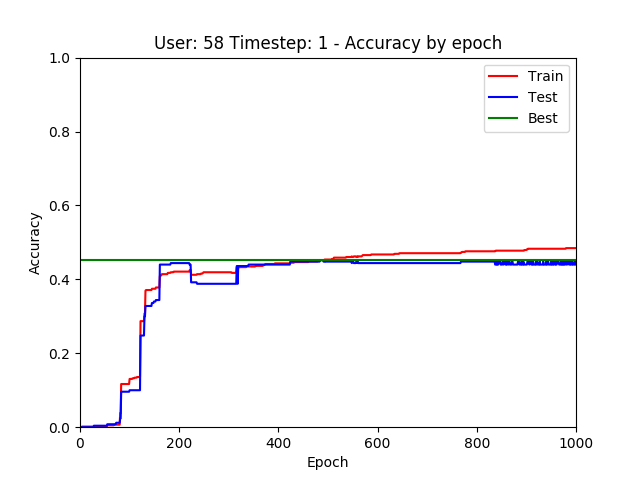 User: 58 Timestep: 1 - Accuracy by epoch
Train
Test
Best
Accuracy
1.0
0.8
0.6
0.4
0.2
0.0
0 200 400 600 800 1000
Epoch